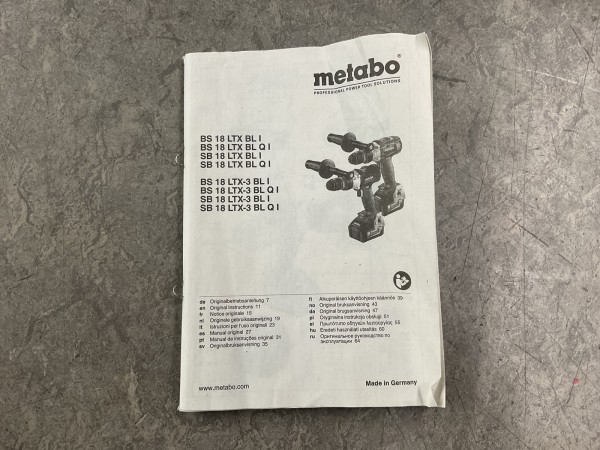 metabo®
PROFESSIONAL POWER TOOL SOLUTIONS
BS 18 LTX BL I
BS 18 LTX BL Q I
SB 18 LTX BL I
SB 18 LTX BL Q I
BS 18 LTX-3 BL I
BS 18 LTX-3 BL Q I
SB 18 LTX-3 BL I
SB 18 LTX-3 BL Q I
de Originalbetriebsanleitung 7
en Original instructions 11
fr Notice originale 15
nl Originele gebruiksaanwijzing 19
it Istruzioni per l'uso originali 23
es Manual original 27
pt Manual de instruções original 31
sv Originalbruksanvisning 35
fi Alkuperäisen käyttöohjeen käännös 39
no Original bruksanvisning 43
da Original brugsanvisning 47
pl Oryginalna instrukcja obsługi 51
el Πρωτότυπο οδηγιών λειτουργίας 55
hu Eredeti használati utasítás 60
ru Оригинальное руководство по
эксплуатации 64
www.metabo.com
Made in Germany